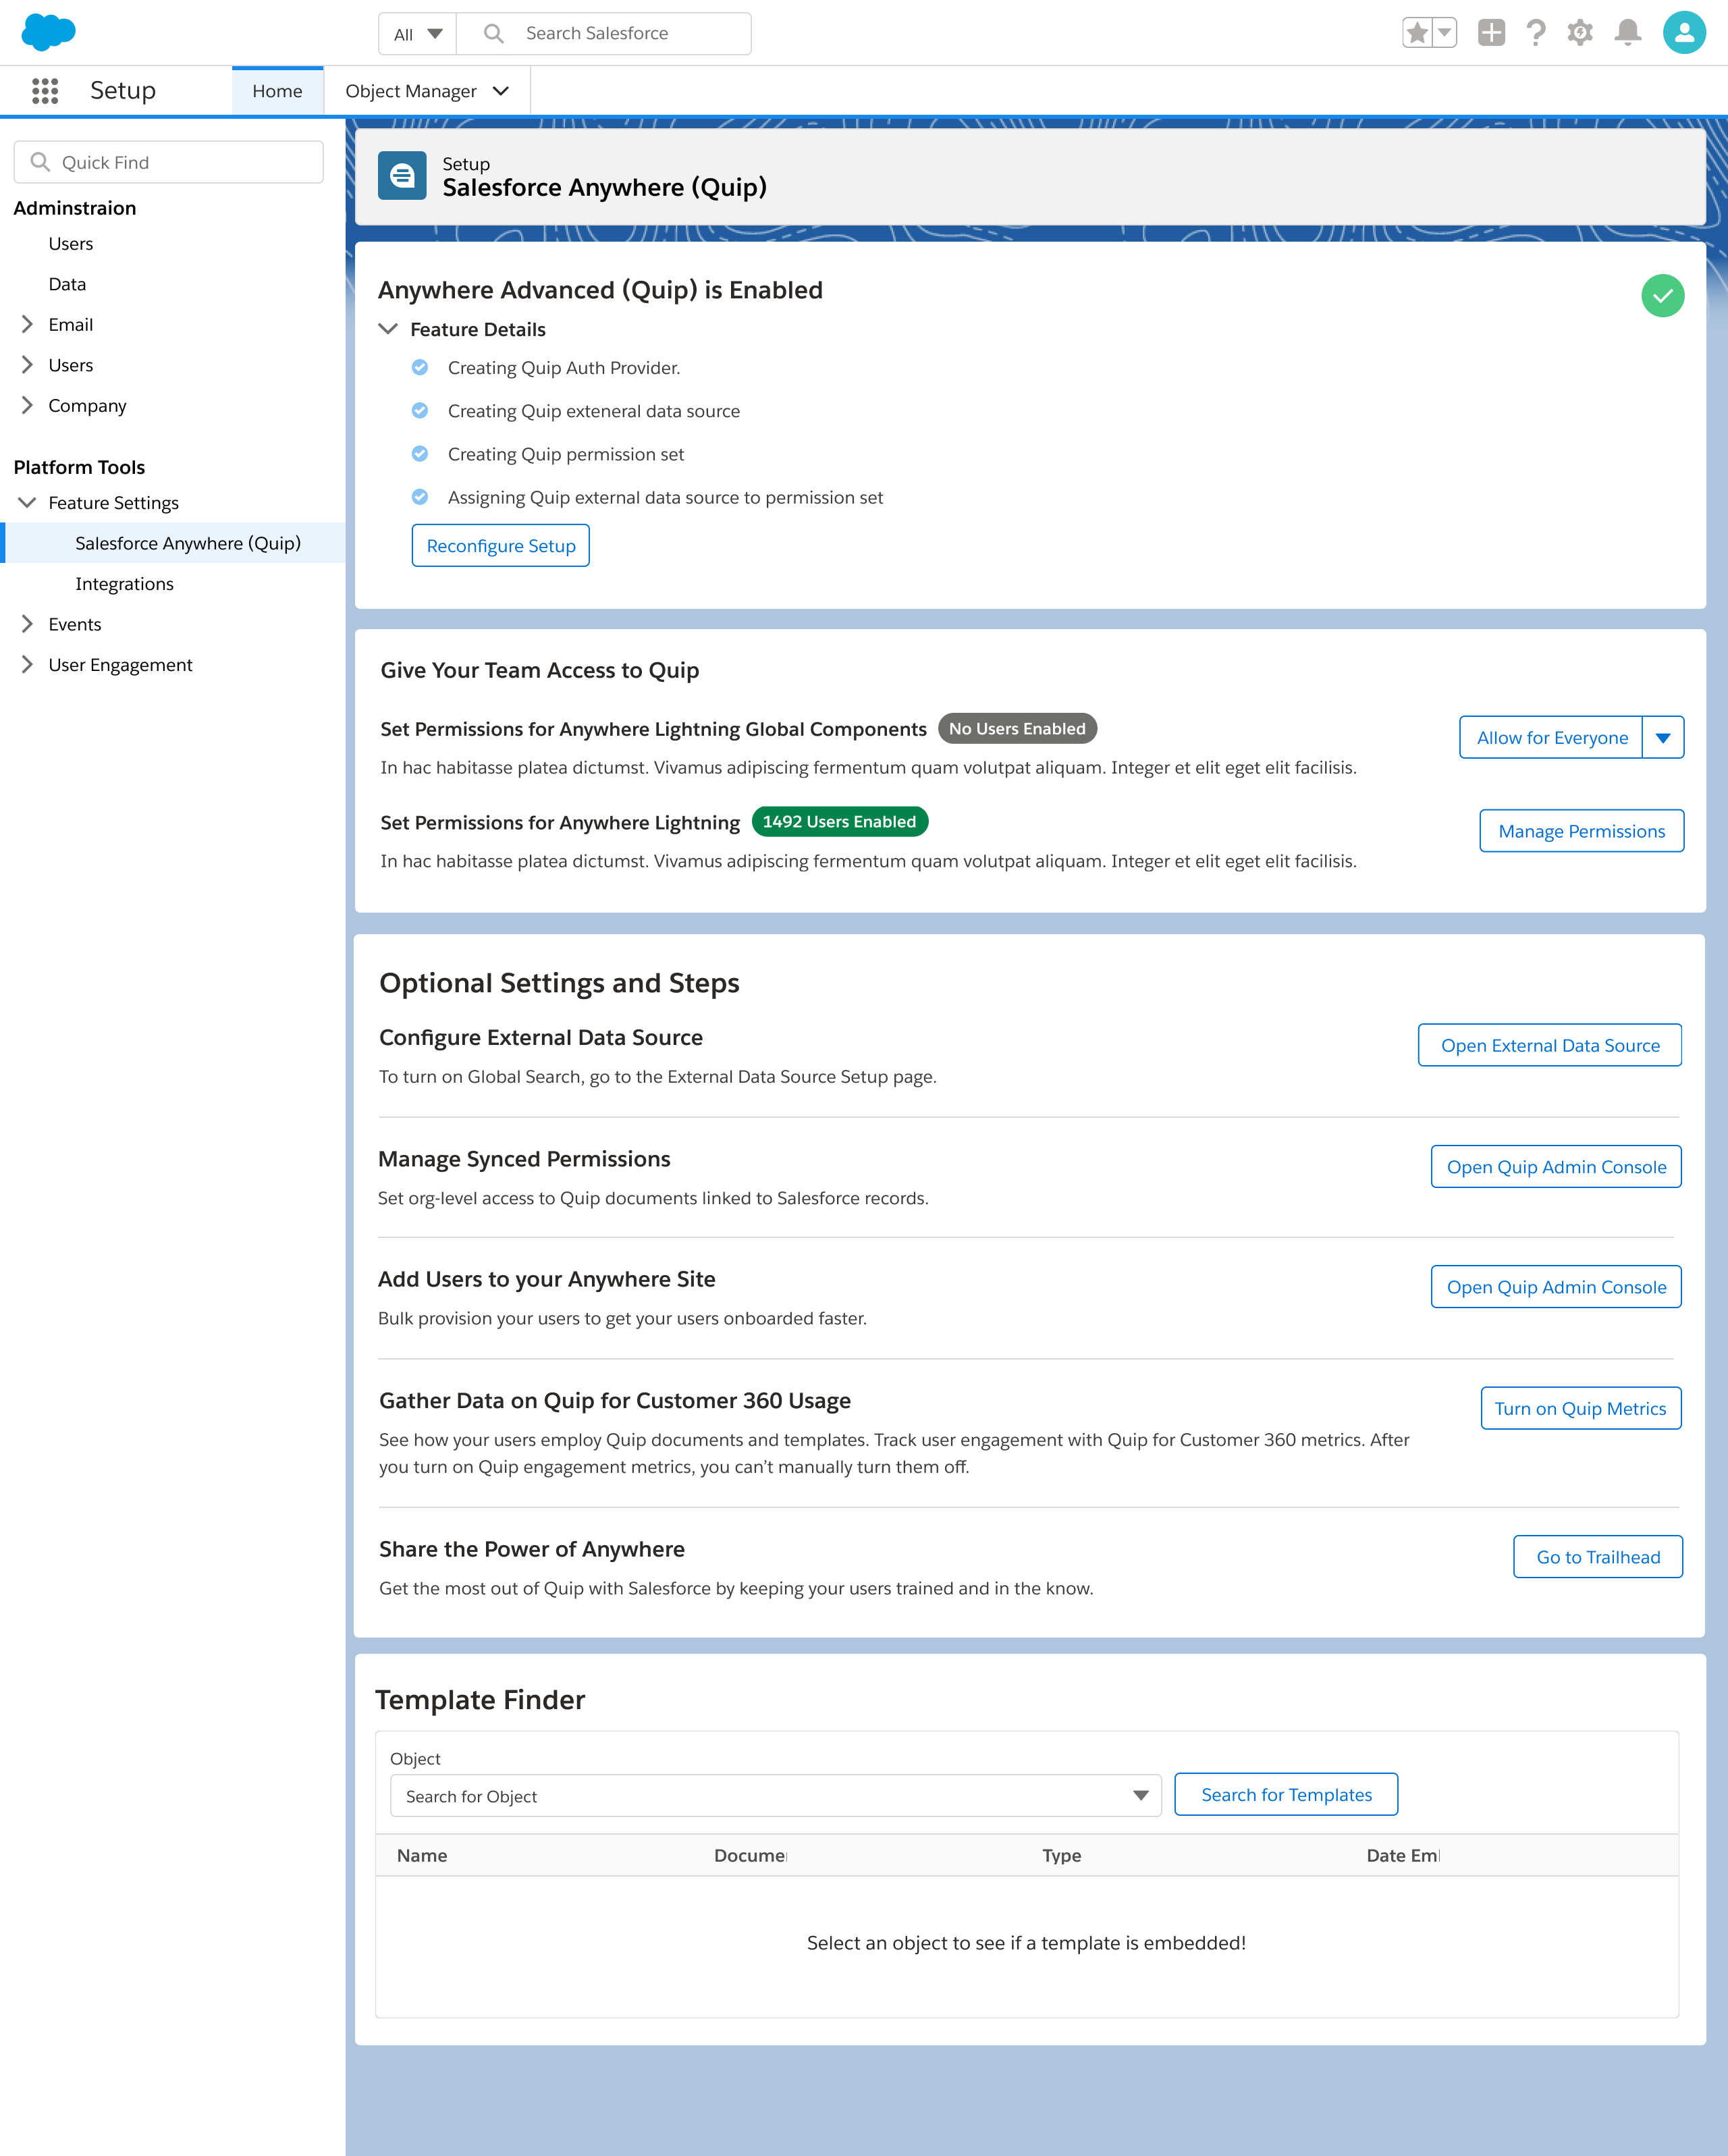 All
Search Salesforce
Setup
Home
Object Manager
Quick Find
Adminstraion
Users
Data
Email
Users
Company
Platform Tools
Feature Settings
Salesforce Anywhere (Quip)
Integrations
Events
User Engagement
Setup
Salesforce Anywhere (Quip)
Anywhere Advanced (Quip) is Enabled
Feature Details
Creating Quip Auth Provider.
Creating Quip exteneral data source
Creating Quip permission set
Assigning Quip external data source to permission set
Reconfigure Setup
Give Your Team Access to Quip
Set Permissions for Anywhere Lightning Global Components No Users Enabled
Allow for Everyone
In hac habitasse platea dictumst. Vivamus adipiscing fermentum quam volutpat aliquam. Integer et elit eget elit facilisis.
Set Permissions for Anywhere Lightning 1492 Users Enabled
Manage Permissions
In hac habitasse platea dictumst. Vivamus adipiscing fermentum quam volutpat aliquam. Integer et elit eget elit facilisis.
Optional Settings and Steps
Configure External Data Source
Open External Data Source
To turn on Global Search, go to the External Data Source Setup page.
Manage Synced Permissions
Open Quip Admin Console
Set org-level access to Quip documents linked to Salesforce records.
Add Users to your Anywhere Site
Open Quip Admin Console
Bulk provision your users to get your users onboarded faster.
Gather Data on Quip for Customer 360 Usage
Turn on Quip Metrics
See how your users employ Quip documents and templates. Track user engagement with Quip for Customer 360 metrics. After
you turn on Quip engagement metrics, you can’t manually turn them off.
Share the Power of Anywhere
Go to Trailhead
Get the most out of Quip with Salesforce by keeping your users trained and in the know.
Template Finder
Object
Search for Object
Search for Templates
Name Docume Type Date Em
Select an object to see if a template is embedded!